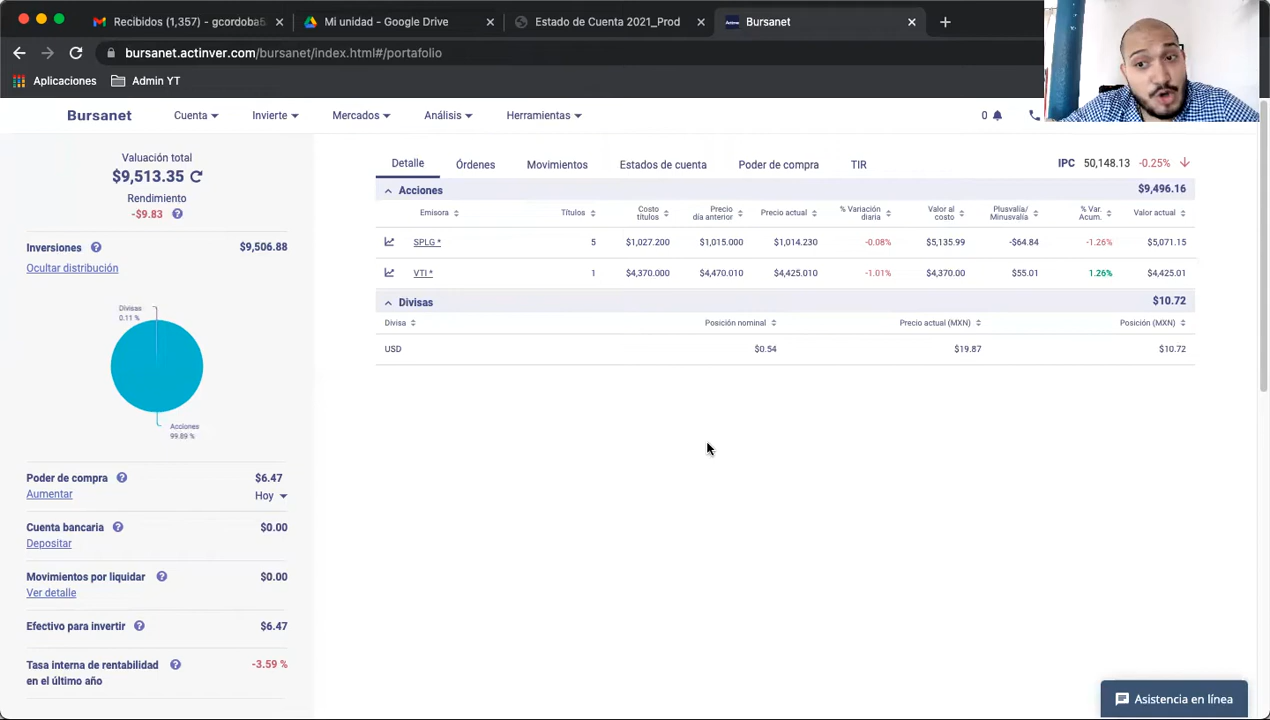 Recibidos (1,357) - gcordoba
Mi unidad - Google Drive
Estado de Cuenta 2021_Prod
Bursanet
bursanet.actinver.com/bursanet/index.html#/portafolio
Aplicaciones
Admin YT
Bursanet
Cuenta
Invierte
Mercados
Análisis
Herramientas
0
Valuación total
$9,513.35
Rendimiento
-$9.83
Inversiones
$9,506.88
Ocultar distribución
Divisas
0.11 %
Acciones
99.89 %
Poder de compra
$6.47
Aumentar
Hoy
Cuenta bancaria
$0.00
Depositar
Movimientos por liquidar
$0.00
Ver detalle
Efectivo para invertir
$6.47
Tasa interna de rentabilidad
en el último año
-3.59 %
Detalle Órdenes Movimientos Estados de cuenta Poder de compra TIR
IPC 50,148.13 -0.25%
Acciones $9,496.16
Emisora Títulos Costo títulos Precio día anterior Precio actual % Variación diaria Valor al costo Plusvalía/ Minusvalía % Var. Acum. Valor actual
SPLG * 5 $1,027.200 $1,015.000 $1,014.230 -0.08% $5,135.99 -$64.84 -1.26% $5,071.15
VTI * 1 $4,370.000 $4,470.010 $4,425.010 -1.01% $4,370.00 $55.01 1.26% $4,425.01
Divisas $10.72
Divisa Posición nominal Precio actual (MXN) Posición (MXN)
USD $0.54 $19.87 $10.72
Asistencia en línea